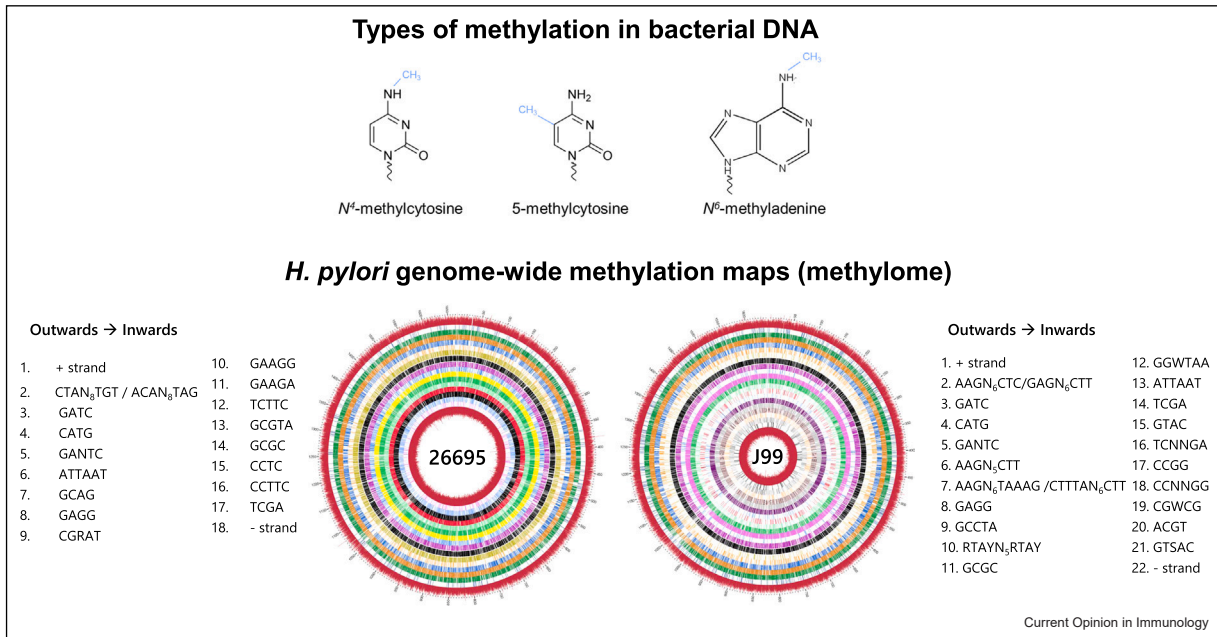 Types of methylation in bacterial DNA
CH₃
NH
N
N
O
CH₃
NH₂
N
N
O
CH₃
NH
N
N
N
H
N
N⁴-methylcytosine
5-methylcytosine
N⁶-methyladenine
H. pylori genome-wide methylation maps (methylome)
Outwards → Inwards
1. + strand
2. CTAN₈TGT / ACAN₈TAG
3. GATC
4. CATG
5. GANTC
6. ATTAAT
7. GCAG
8. GAGG
9. CGRAT
10. GAAGG
11. GAAGA
12. TCTTC
13. GCGTA
14. GCGC
15. CCTC
16. CCTTC
17. TCGA
18. - strand
26695
J99
Outwards → Inwards
1. + strand
2. AAGN₆CTC/GAGN₆CTT
3. GATC
4. CATG
5. GANTC
6. AAGN₅CTT
7. AAGN₆TAAAG /CTTTAN₆CTT
8. GAGG
9. GCCTA
10. RTAYN₅RTAY
11. GCGC
12. GGWTAA
13. ATTAAT
14. TCGA
15. GTAC
16. TCNNGA
17. CCGG
18. CCNNGG
19. CGWCG
20. ACGT
21. GTSAC
22. - strand
Current Opinion in Immunology